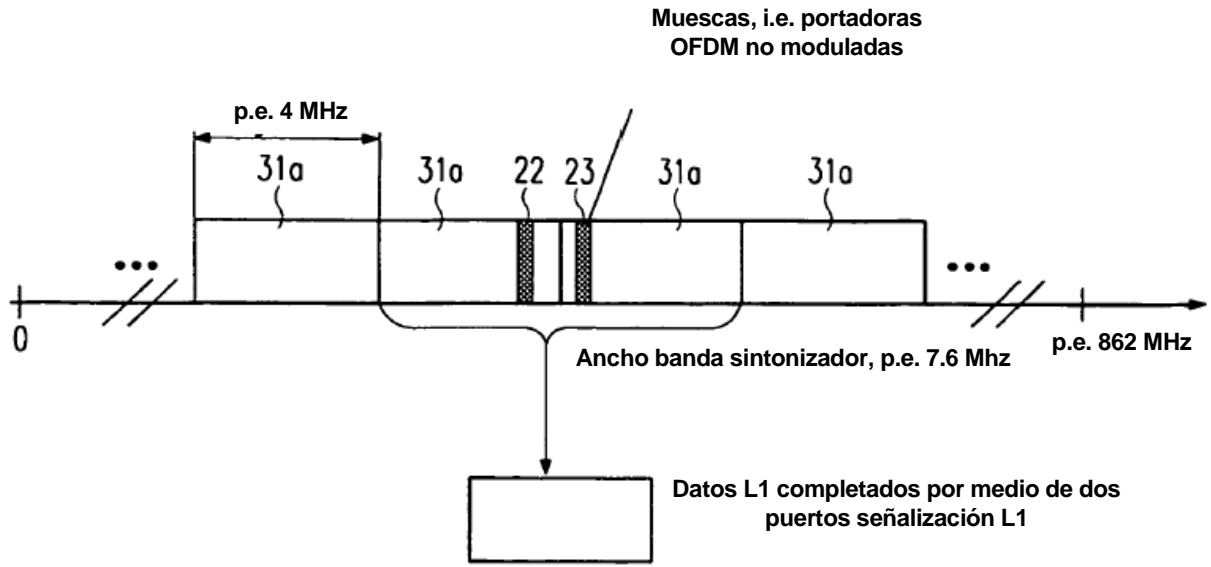 Muescas, i.e. portadoras
OFDM no moduladas
p.e. 4 MHz
31a 31a 22 23 31a 31a
0
Ancho banda sintonizador, p.e. 7.6 Mhz
p.e. 862 MHz
Datos L1 completados por medio de dos
puertos señalización L1